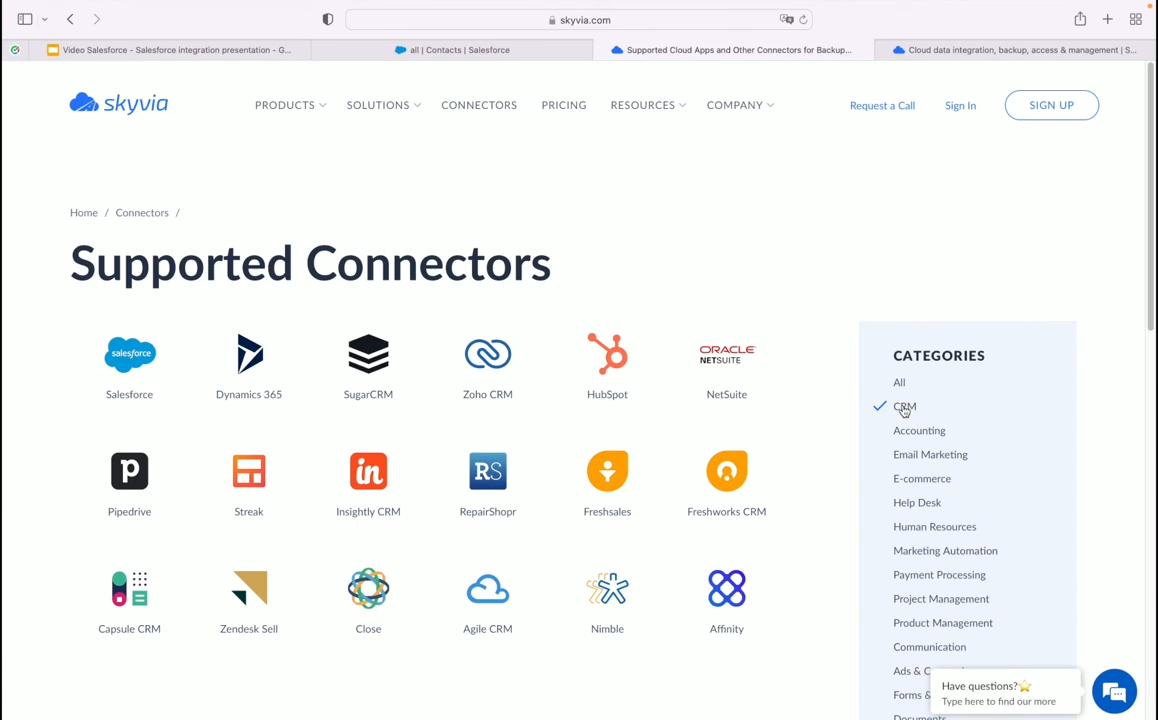 skyvia.com
Video Salesforce - Salesforce integration presentation - G...
all | Contacts | Salesforce
Supported Cloud Apps and Other Connectors for Backup...
Cloud data integration, backup, access & management | S...
skyvia
PRODUCTS
SOLUTIONS
CONNECTORS
PRICING
RESOURCES
COMPANY
Request a Call
Sign In
SIGN UP
Home / Connectors /
Supported Connectors
salesforce
ORACLE
NETSUITE
Salesforce
Dynamics 365
SugarCRM
Zoho CRM
HubSpot
NetSuite
p
in
RS
Pipedrive
Streak
Insightly CRM
RepairShopr
Freshsales
Freshworks CRM
Capsule CRM
Zendesk Sell
Close
Agile CRM
Nimble
Affinity
CATEGORIES
All
CRM
Accounting
Email Marketing
E-commerce
Help Desk
Human Resources
Marketing Automation
Payment Processing
Project Management
Product Management
Communication
Ads &
Forms &
Documents
Have questions?⭐
Type here to find our more